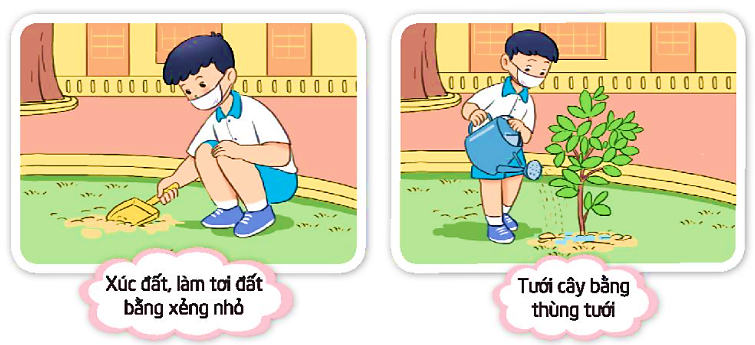 Xúc đất, làm tơi đất
bằng xẻng nhỏ
Tưới cây bằng
thùng tưới